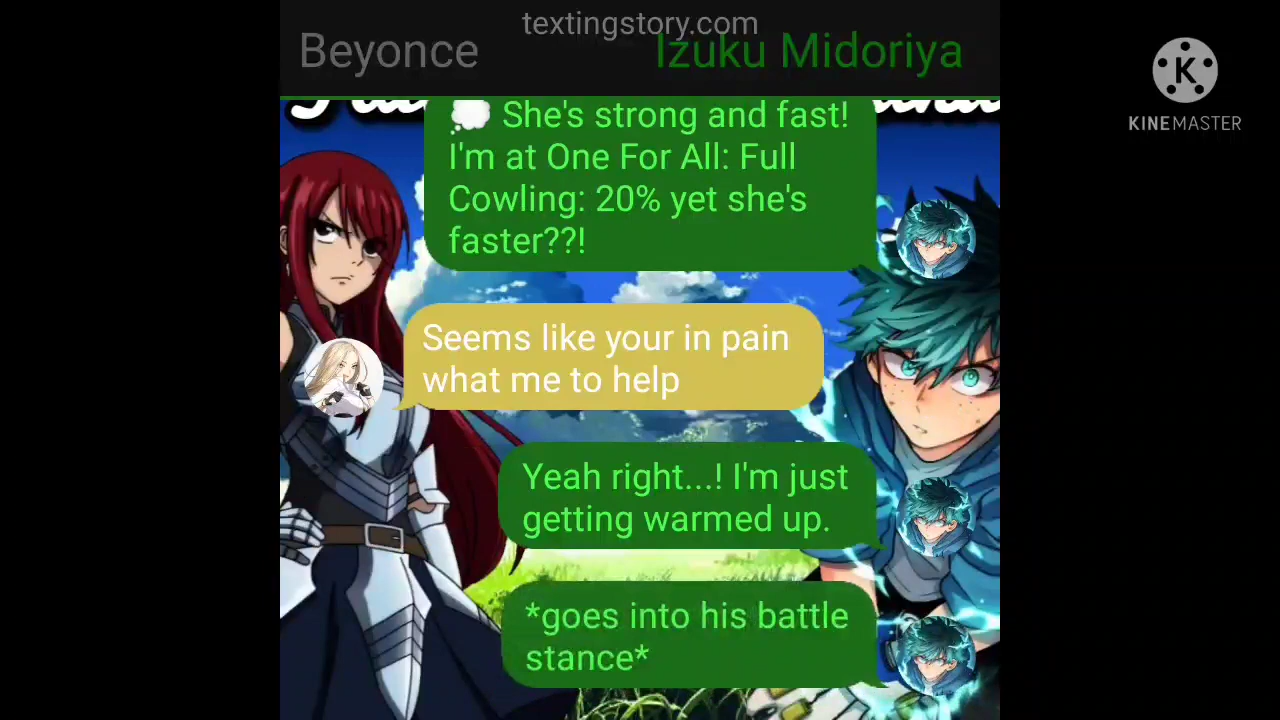 textingstory.com
Beyonce
Izuku Midoriya
She's strong and fast!
I'm at One For All: Full
Cowling: 20% yet she's
faster??!
Seems like your in pain
what me to help
Yeah right...! I'm just
getting warmed up.
*goes into his battle
stance*
K
KINEMASTER